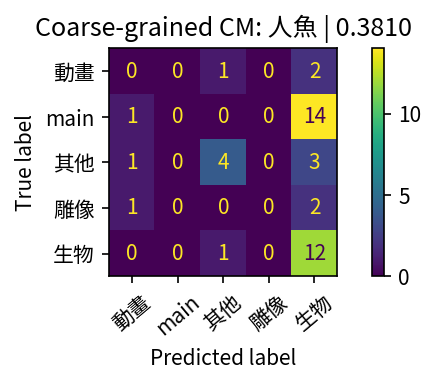 Coarse-grained CM: 人魚 | 0.3810
True label
動畫 0 0 1 0 2
main 1 0 0 0 14
其他 1 0 4 0 3
雕像 1 0 0 0 2
生物 0 0 1 0 12
動畫 main 其他 雕像 生物
Predicted label
10
5
0